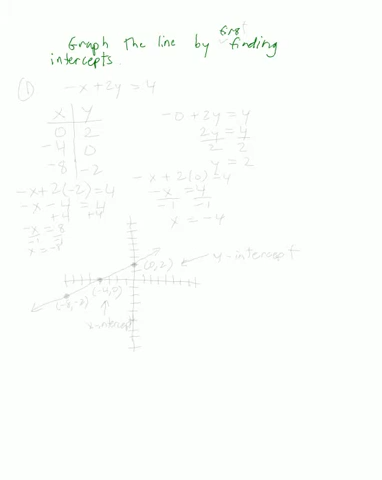 Graph the line by first finding
intercepts.
① -x + 2y = 4
x | y
0 | 2
-4 | 0
-8 | -2
-0 + 2y = 4
2y/2 = 4/2
y = 2
-x + 2(0) = 4
-x/-1 = 4/-1
x = -4
-x + 2(-2) = 4
-x - 4 = 4
+4 +4
-x/-1 = 8/-1
x = -8
(0,2) ← y-intercept
(-4,0)
x-intercept